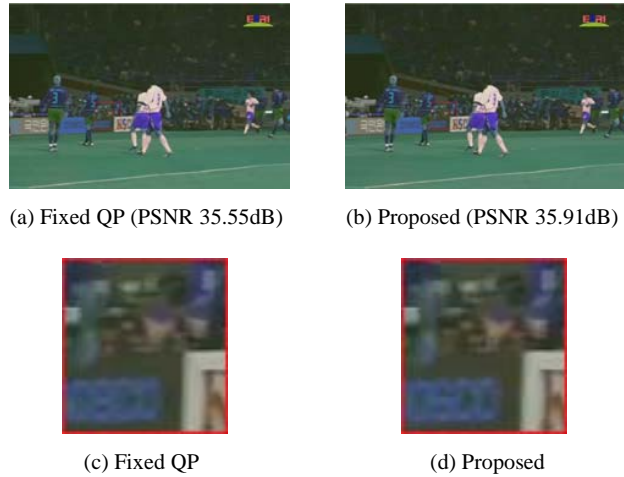 (a) Fixed QP (PSNR 35.55dB)
(b) Proposed (PSNR 35.91dB)
(c) Fixed QP
(d) Proposed